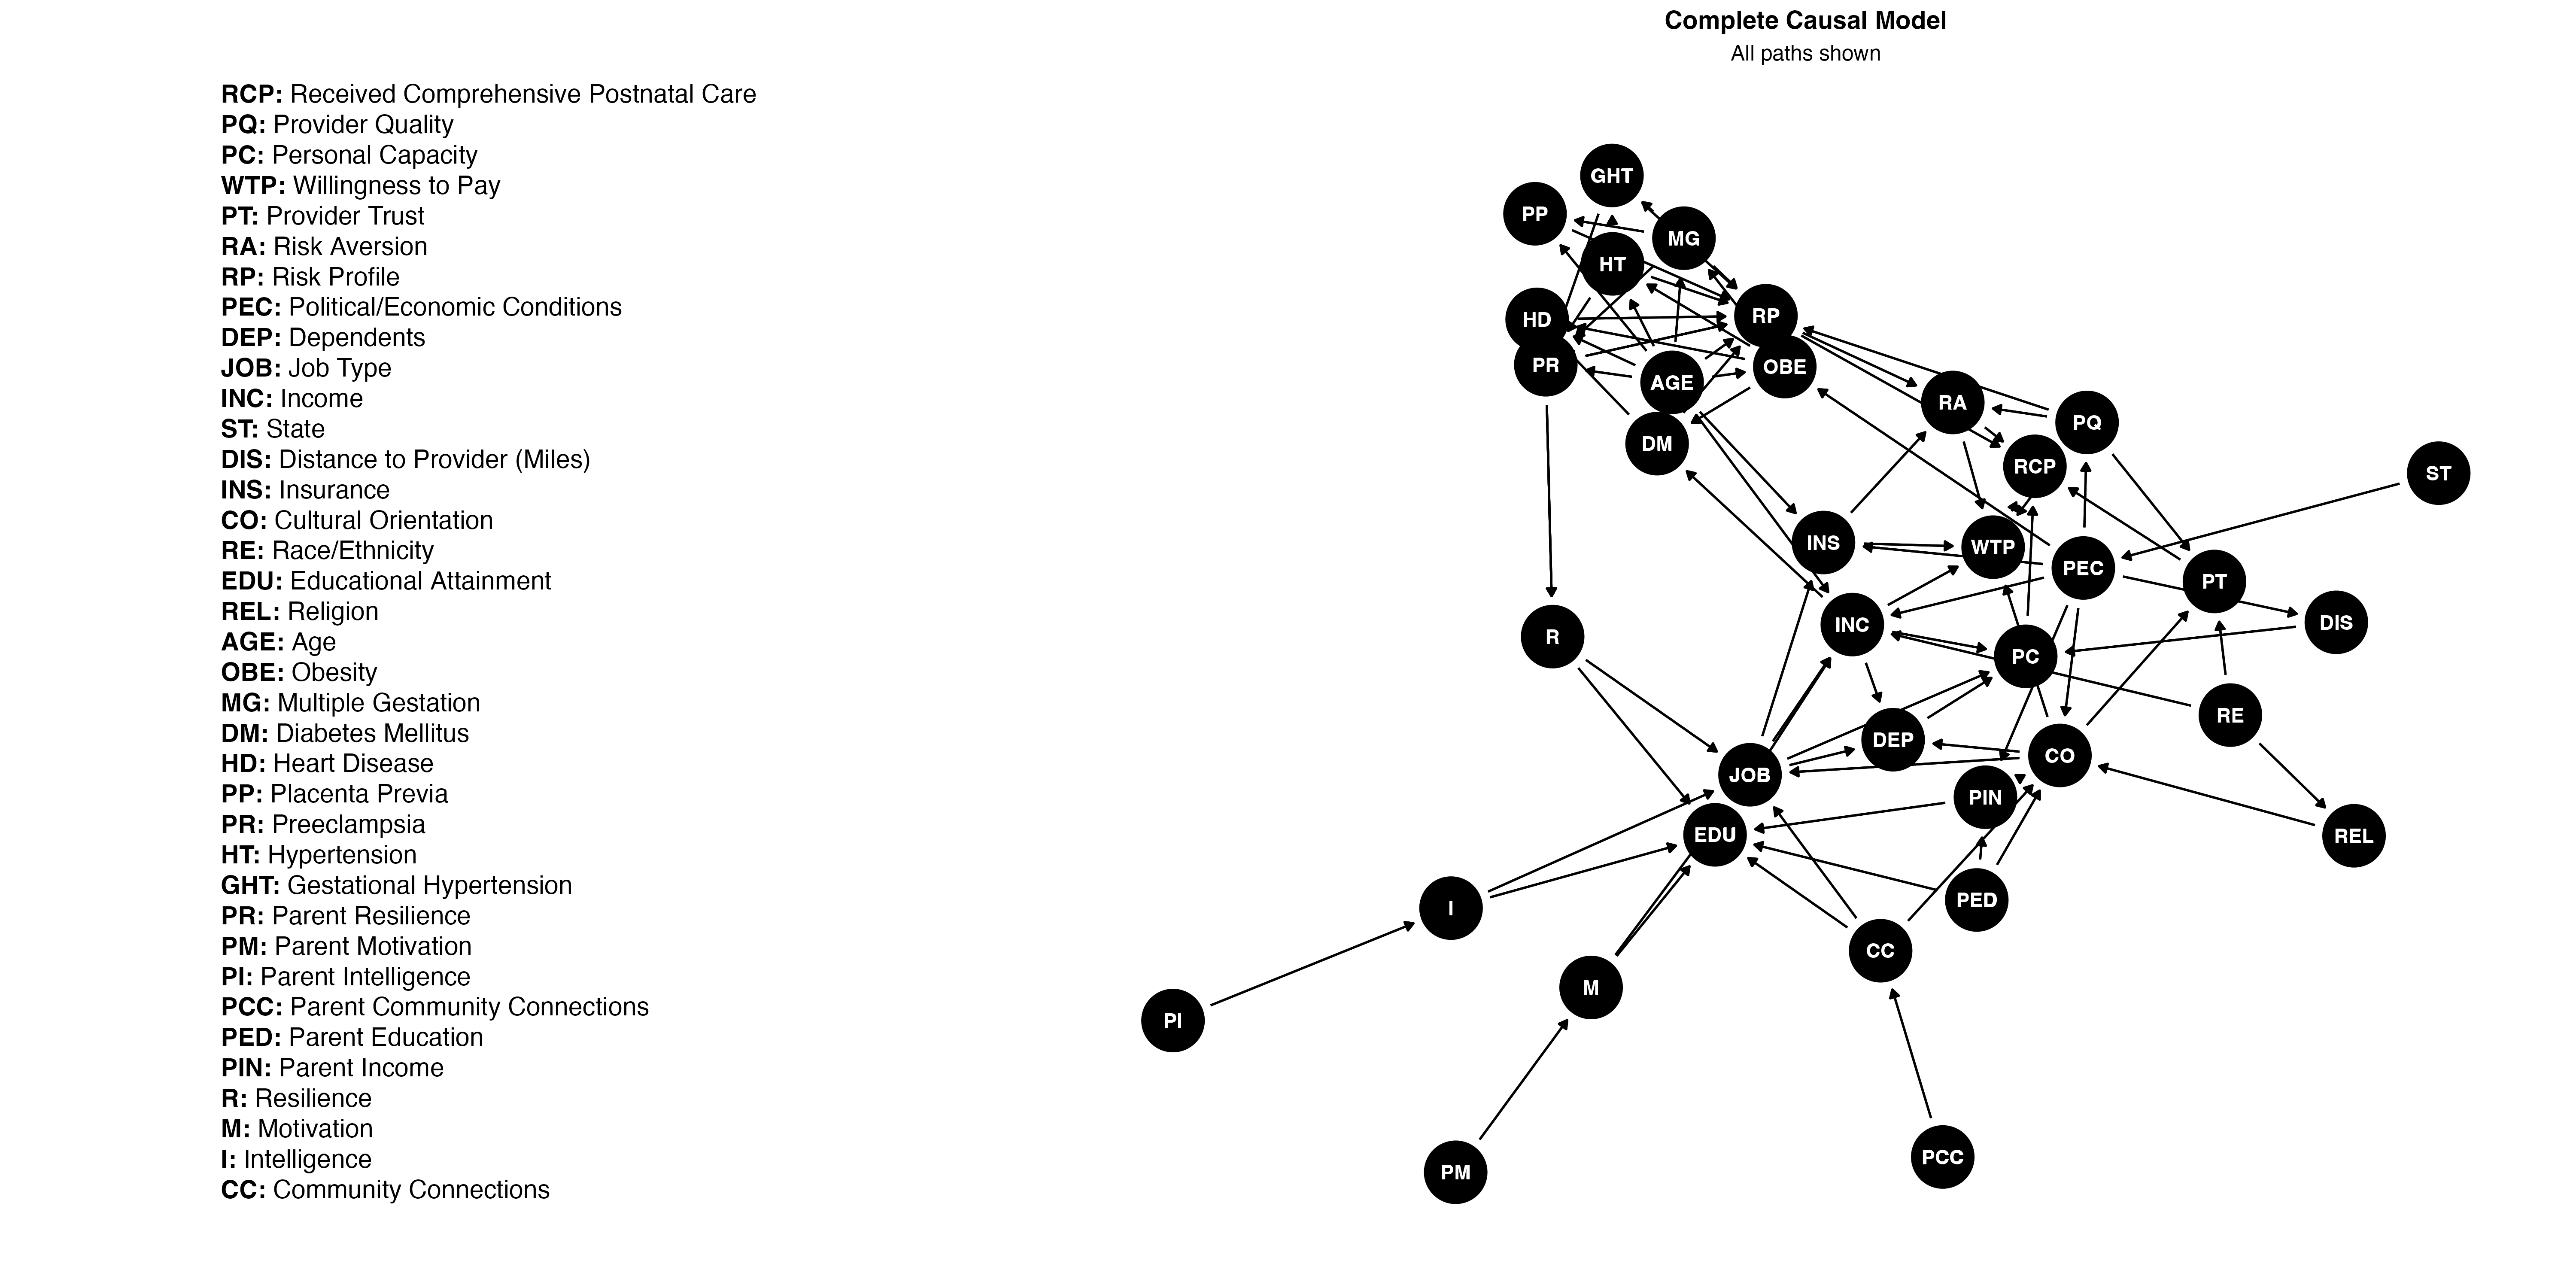 Complete Causal Model
All paths shown
RCP: Received Comprehensive Postnatal Care
PQ: Provider Quality
PC: Personal Capacity
WTP: Willingness to Pay
PT: Provider Trust
RA: Risk Aversion
RP: Risk Profile
PEC: Political/Economic Conditions
DEP: Dependents
JOB: Job Type
INC: Income
ST: State
DIS: Distance to Provider (Miles)
INS: Insurance
CO: Cultural Orientation
RE: Race/Ethnicity
EDU: Educational Attainment
REL: Religion
AGE: Age
OBE: Obesity
MG: Multiple Gestation
DM: Diabetes Mellitus
HD: Heart Disease
PP: Placenta Previa
PR: Preeclampsia
HT: Hypertension
GHT: Gestational Hypertension
PR: Parent Resilience
PM: Parent Motivation
PI: Parent Intelligence
PCC: Parent Community Connections
PED: Parent Education
PIN: Parent Income
R: Resilience
M: Motivation
I: Intelligence
CC: Community Connections
GHT
PP
MG
HT
HD
RP
PR
OBE
AGE
RA
PQ
DM
RCP
ST
INS
WTP
PEC
PT
DIS
INC
R
PC
RE
DEP
CO
JOB
PIN
EDU
REL
PED
I
CC
M
PI
PCC
PM